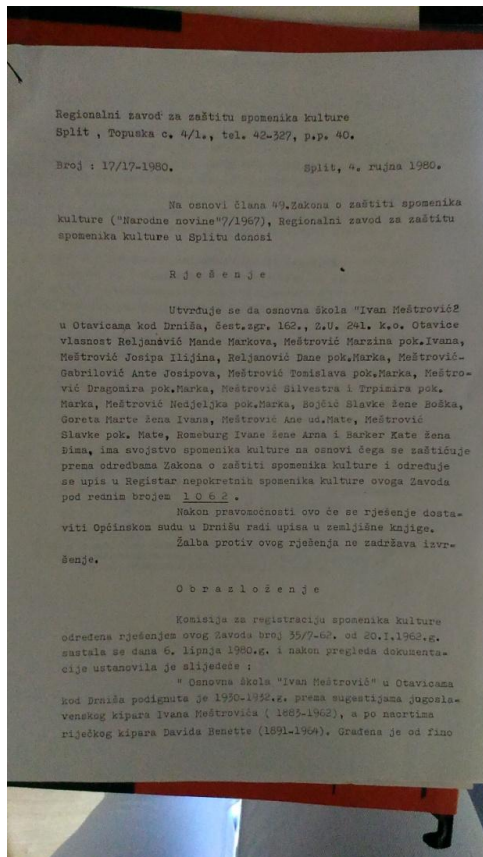 Regionalni zavod za zaštitu spomenika kulture
Split , Topuska c. 4/1., tel. 42-327, p.p. 40.
Broj : 17/17-1980. Split, 4. rujna 1980.
Na osnovi člana 49.Zakona o zaštiti spomenika
kulture ("Narodne novine"7/1967), Regionalni zavod za zaštitu
spomenika kulture u Splitu donosi
R j e š e n j e
Utvrđuje se da osnovna škola "Ivan Meštrović"
u Otavicama kod Drniša, čest.zgr. 162., Z.U. 241. k.o. Otavice
vlasnost Reljanović Mande Markova, Meštrović Marzina pok.Ivana,
Meštrović Josipa Ilijina, Reljanović Dane pok.Marka, Meštrović-
Gabrilović Ante Josipova, Meštrović Tomislava pok.Marka, Meštro-
vić Dragomira pok.Marka, Meštrović Silvestra i Trpimira pok.
Marka, Meštrović Nedjeljka pok.Marka, Bojčić Slavke žene Boška,
Goreta Marte žena Ivana, Meštrović Ane ud.Mate, Meštrović
Slavke pok. Mate, Romeburg Ivane žene Arna i Barker Kate žena
Đima, ima svojstvo spomenika kulture na osnovi čega se zaštićuje
prema odredbama Zakona o zaštiti spomenika kulture i određuje
se upis u Registar nepokretnih spomenika kulture ovoga Zavoda
pod rednim brojem 1 0 6 2 .
Nakon pravomoćnosti ovo će se rješenje dosta-
viti Općinskom sudu u Drnišu radi upisa u zemljišne knjige.
Žalba protiv ovog rješenja ne zadržava izvr-
šenje.
O b r a z l o ž e n j e
Komisija za registraciju spomenika kulture
određena rješenjem ovog Zavoda broj 35/7-62. od 20.I.1962.g.
sastala se dana 6. lipnja 1980.g. i nakon pregleda dokumenta-
cije ustanovila je slijedeće :
" Osnovna škola "Ivan Meštrović" u Otavicama
kod Drniša podignuta je 1930-1932.g. prema sugestijama jugosla-
venskog kipara Ivana Meštrovića ( 1883-1962), a po nacrtima
riječkog kipara Davida Benette (1891-1964). Građena je od fino